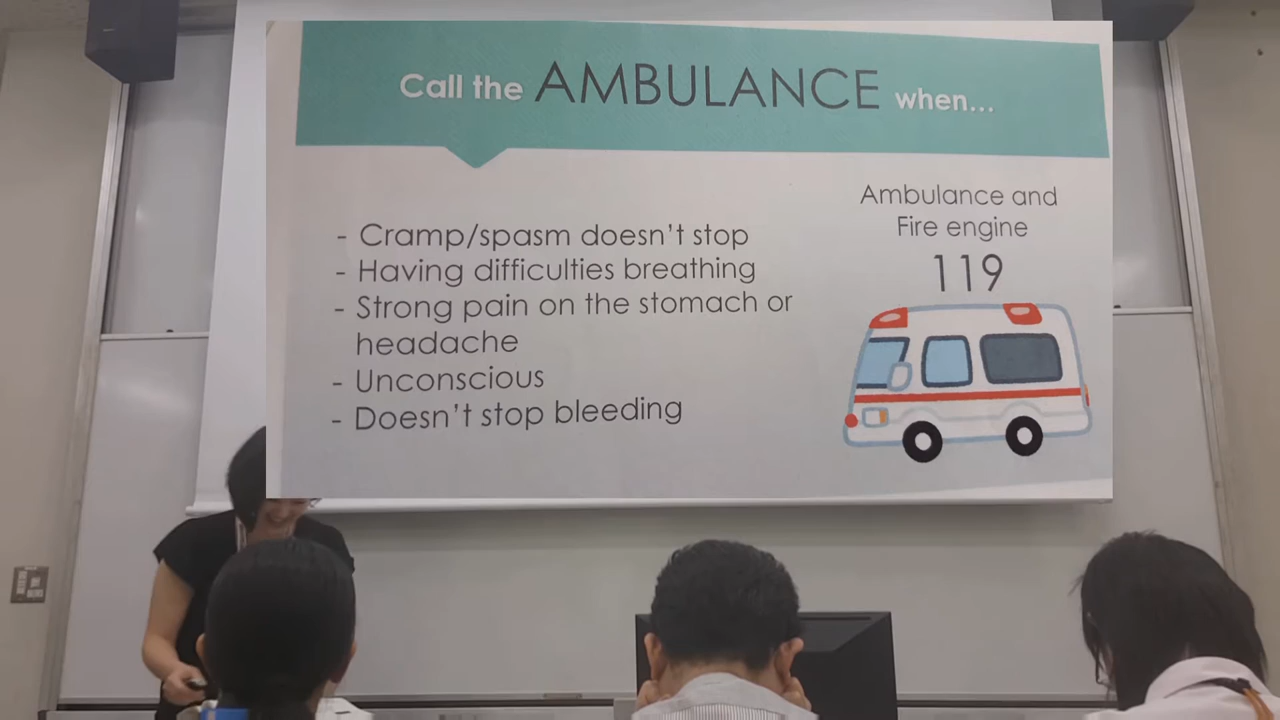 Call the AMBULANCE when...
- Cramp/spasm doesn't stop
- Having difficulties breathing
- Strong pain on the stomach or
headache
- Unconscious
- Doesn't stop bleeding
Ambulance and
Fire engine
119